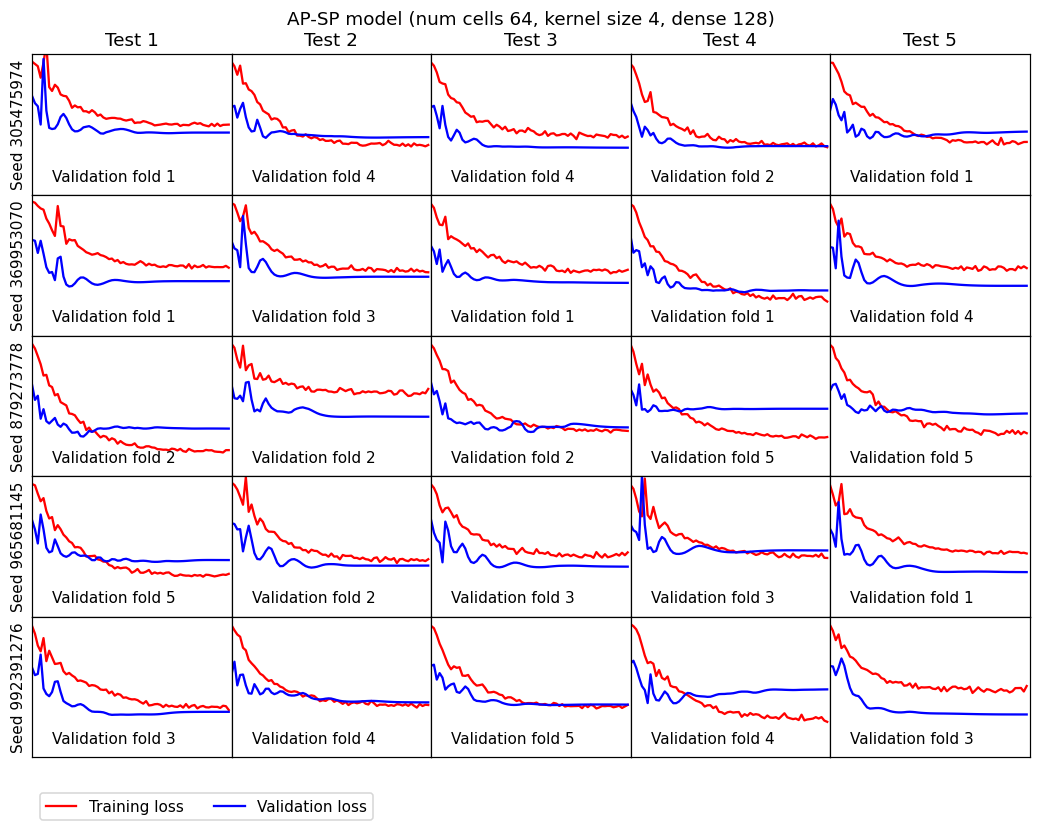 AP-SP model (num cells 64, kernel size 4, dense 128)
Test 1 Test 2 Test 3 Test 4 Test 5
Seed 305475974
Validation fold 1 Validation fold 4 Validation fold 4 Validation fold 2 Validation fold 1
Seed 369953070
Validation fold 1 Validation fold 3 Validation fold 1 Validation fold 1 Validation fold 4
Seed 879273778
Validation fold 2 Validation fold 2 Validation fold 2 Validation fold 5 Validation fold 5
Seed 965681145
Validation fold 5 Validation fold 2 Validation fold 3 Validation fold 3 Validation fold 1
Seed 992391276
Validation fold 3 Validation fold 4 Validation fold 5 Validation fold 4 Validation fold 3
Training loss Validation loss